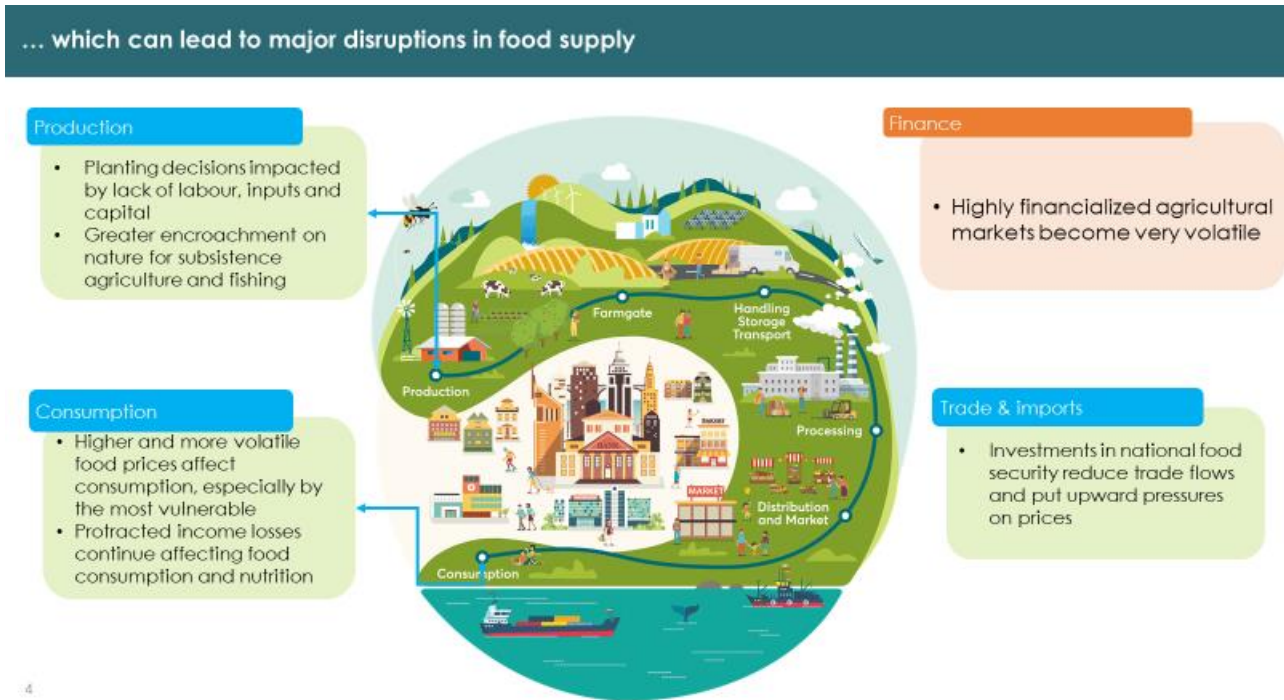 ... which can lead to major disruptions in food supply
Production
• Planting decisions impacted
by lack of labour, inputs and
capital
• Greater encroachment on
nature for subsistence
agriculture and fishing
Finance
• Highly financialized agricultural
markets become very volatile
Farmgate
Handling
Storage
Transport
Production
Processing
BAKERY
BANK
MARKET
Distribution
and Market
Consumption
Consumption
• Higher and more volatile
food prices affect
consumption, especially by
the most vulnerable
• Protracted income losses
continue affecting food
consumption and nutrition
Trade & imports
• Investments in national food
security reduce trade flows
and put upward pressures
on prices
4